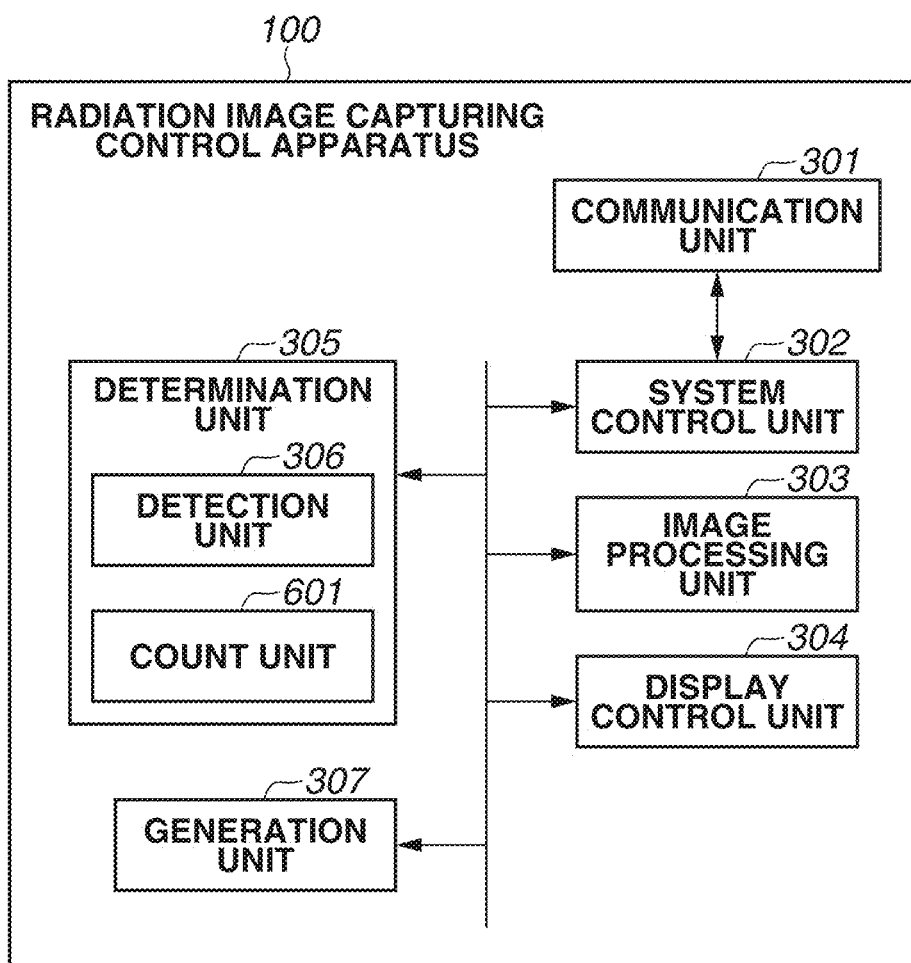 100
RADIATION IMAGE CAPTURING
CONTROL APPARATUS
301
COMMUNICATION
UNIT
305
DETERMINATION
UNIT
306
DETECTION
UNIT
601
COUNT UNIT
302
SYSTEM
CONTROL UNIT
303
IMAGE
PROCESSING
UNIT
304
DISPLAY
CONTROL UNIT
307
GENERATION
UNIT